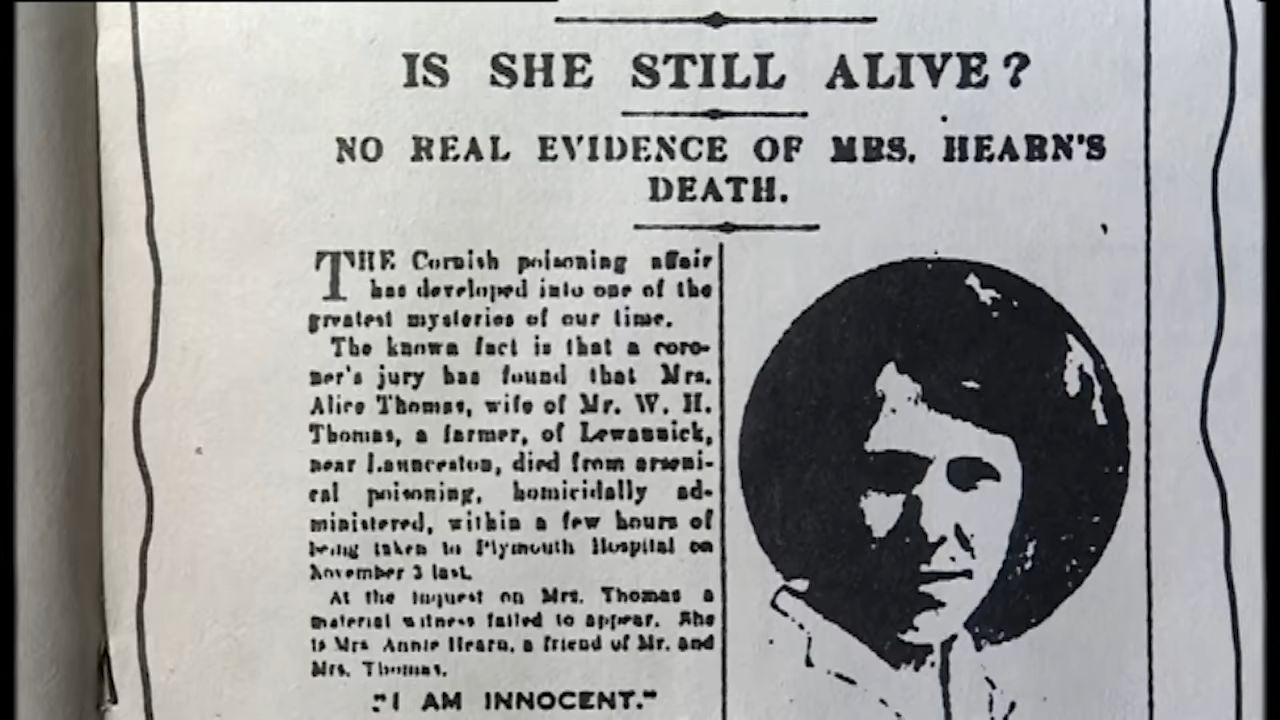 IS SHE STILL ALIVE?
NO REAL EVIDENCE OF MRS. HEARN'S
DEATH.
THE Cornish poisoning affair
has developed into one of the
greatest mysteries of our time.
The known fact is that a coro-
ner's jury has found that Mrs.
Alice Thomas, wife of Mr. W. H.
Thomas, a farmer, of Lewannick,
near Launceston, died from arseni-
cal poisoning, homicidally ad-
ministered, within a few hours of
being taken to Plymouth Hospital on
November 3 last.
At the inquest on Mrs. Thomas a
material witness failed to appear. She
is Mrs Annie Hearn, a friend of Mr. and
Mrs. Thomas.
"I AM INNOCENT."